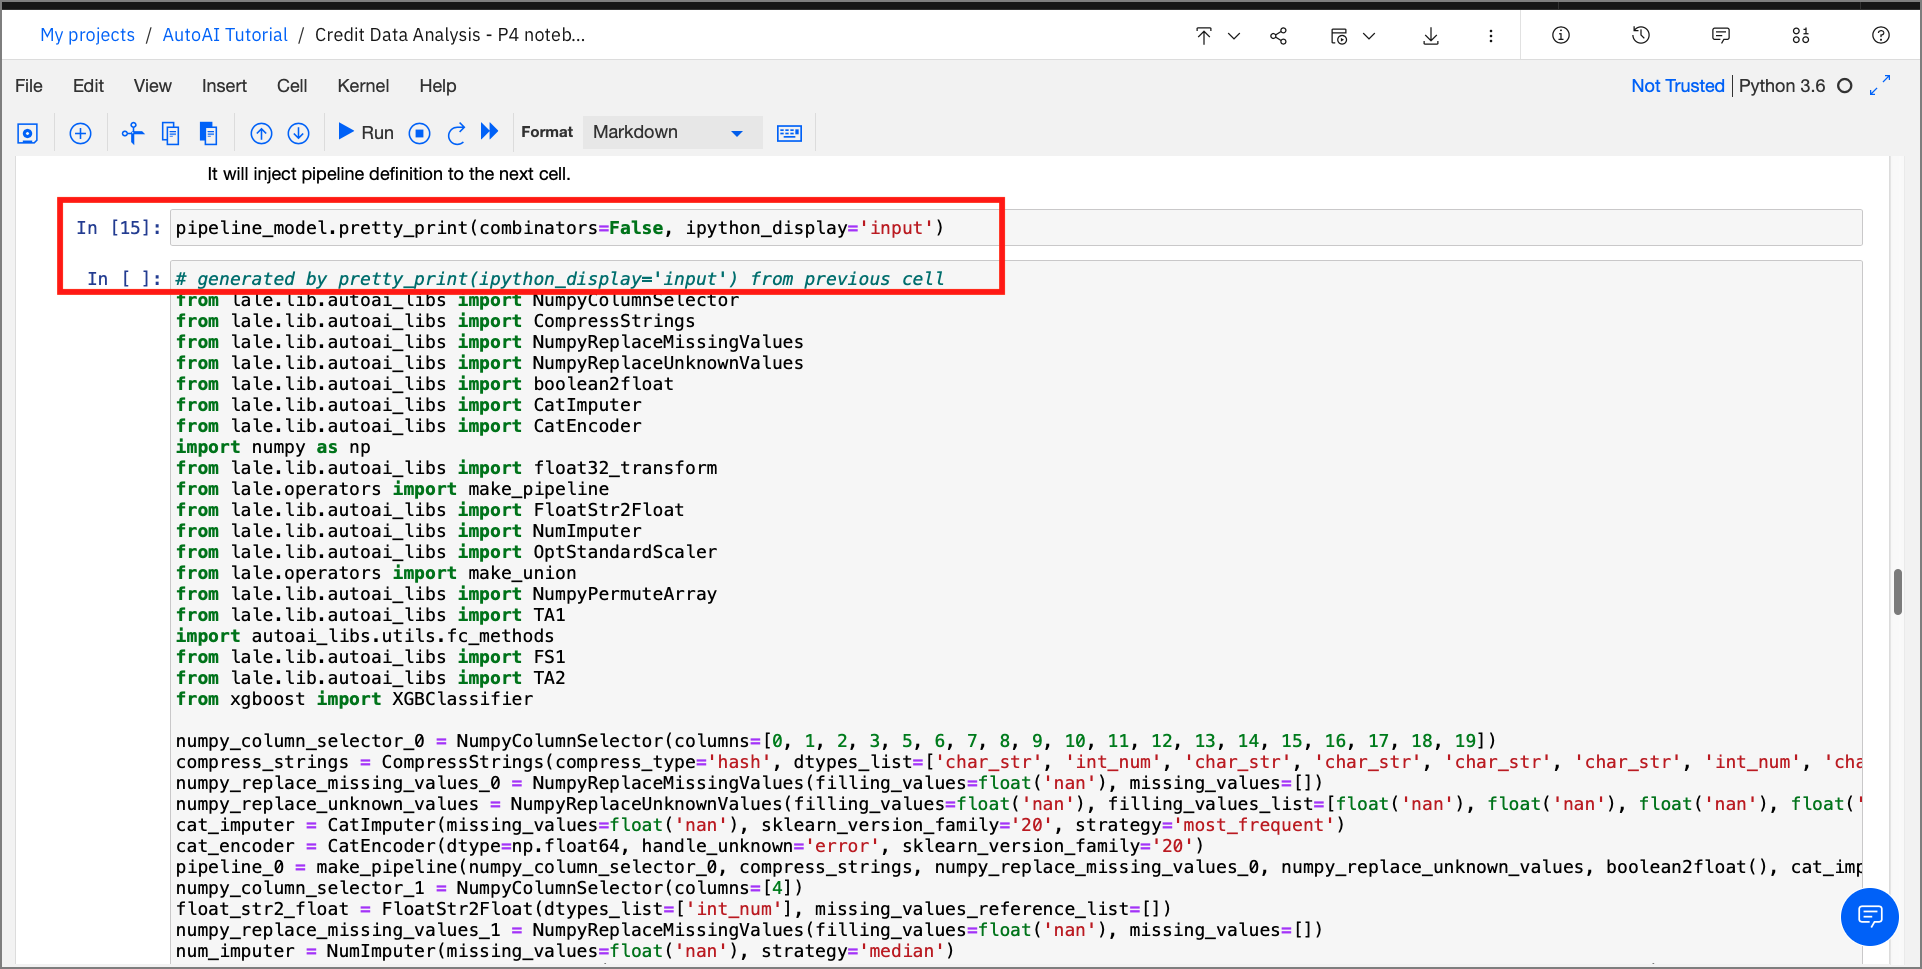 My projects / AutoAI Tutorial / Credit Data Analysis - P4 noteb...
File Edit View Insert Cell Kernel Help Not Trusted Python 3.6
Run Format Markdown
It will inject pipeline definition to the next cell.
In [15]: pipeline_model.pretty_print(combinators=False, ipython_display='input')
In [ ]: # generated by pretty_print(ipython_display='input') from previous cell
from lale.lib.autoai_libs import NumpyColumnSelector
from lale.lib.autoai_libs import CompressStrings
from lale.lib.autoai_libs import NumpyReplaceMissingValues
from lale.lib.autoai_libs import NumpyReplaceUnknownValues
from lale.lib.autoai_libs import boolean2float
from lale.lib.autoai_libs import CatImputer
from lale.lib.autoai_libs import CatEncoder
import numpy as np
from lale.lib.autoai_libs import float32_transform
from lale.operators import make_pipeline
from lale.lib.autoai_libs import FloatStr2Float
from lale.lib.autoai_libs import NumImputer
from lale.lib.autoai_libs import OptStandardScaler
from lale.operators import make_union
from lale.lib.autoai_libs import NumpyPermuteArray
from lale.lib.autoai_libs import TA1
import autoai_libs.utils.fc_methods
from lale.lib.autoai_libs import FS1
from lale.lib.autoai_libs import TA2
from xgboost import XGBClassifier
numpy_column_selector_0 = NumpyColumnSelector(columns=[0, 1, 2, 3, 5, 6, 7, 8, 9, 10, 11, 12, 13, 14, 15, 16, 17, 18, 19])
compress_strings = CompressStrings(compress_type='hash', dtypes_list=['char_str', 'int_num', 'char_str', 'char_str', 'char_str', 'char_str', 'int_num', 'cha
numpy_replace_missing_values_0 = NumpyReplaceMissingValues(filling_values=float('nan'), missing_values=[])
numpy_replace_unknown_values = NumpyReplaceUnknownValues(filling_values=float('nan'), filling_values_list=[float('nan'), float('nan'), float('nan'), float('
cat_imputer = CatImputer(missing_values=float('nan'), sklearn_version_family='20', strategy='most_frequent')
cat_encoder = CatEncoder(dtype=np.float64, handle_unknown='error', sklearn_version_family='20')
pipeline_0 = make_pipeline(numpy_column_selector_0, compress_strings, numpy_replace_missing_values_0, numpy_replace_unknown_values, boolean2float(), cat_imp
numpy_column_selector_1 = NumpyColumnSelector(columns=[4])
float_str2_float = FloatStr2Float(dtypes_list=['int_num'], missing_values_reference_list=[])
numpy_replace_missing_values_1 = NumpyReplaceMissingValues(filling_values=float('nan'), missing_values=[])
num_imputer = NumImputer(missing_values=float('nan'), strategy='median')